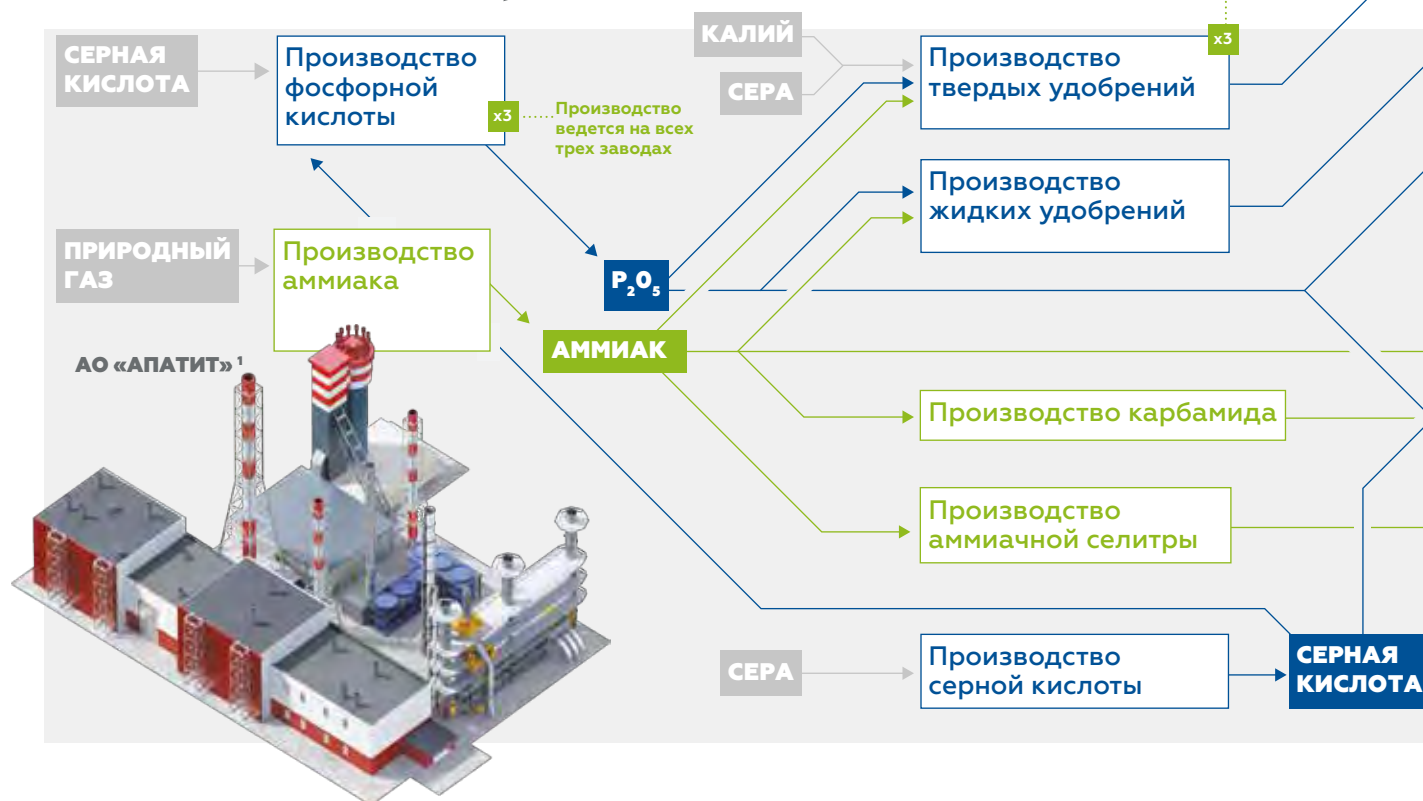 СЕРНАЯ
КИСЛОТА
Производство
фосфорной
кислоты
x3
Производство
ведется на всех
трех заводах
КАЛИЙ
СЕРА
Производство
твердых удобрений
x3
Производство
жидких удобрений
ПРИРОДНЫЙ
ГАЗ
Производство
аммиака
P₂O₅
АММИАК
АО «АПАТИТ» ¹
Производство карбамида
Производство
аммиачной селитры
СЕРА
Производство
серной кислоты
СЕРНАЯ
КИСЛОТА